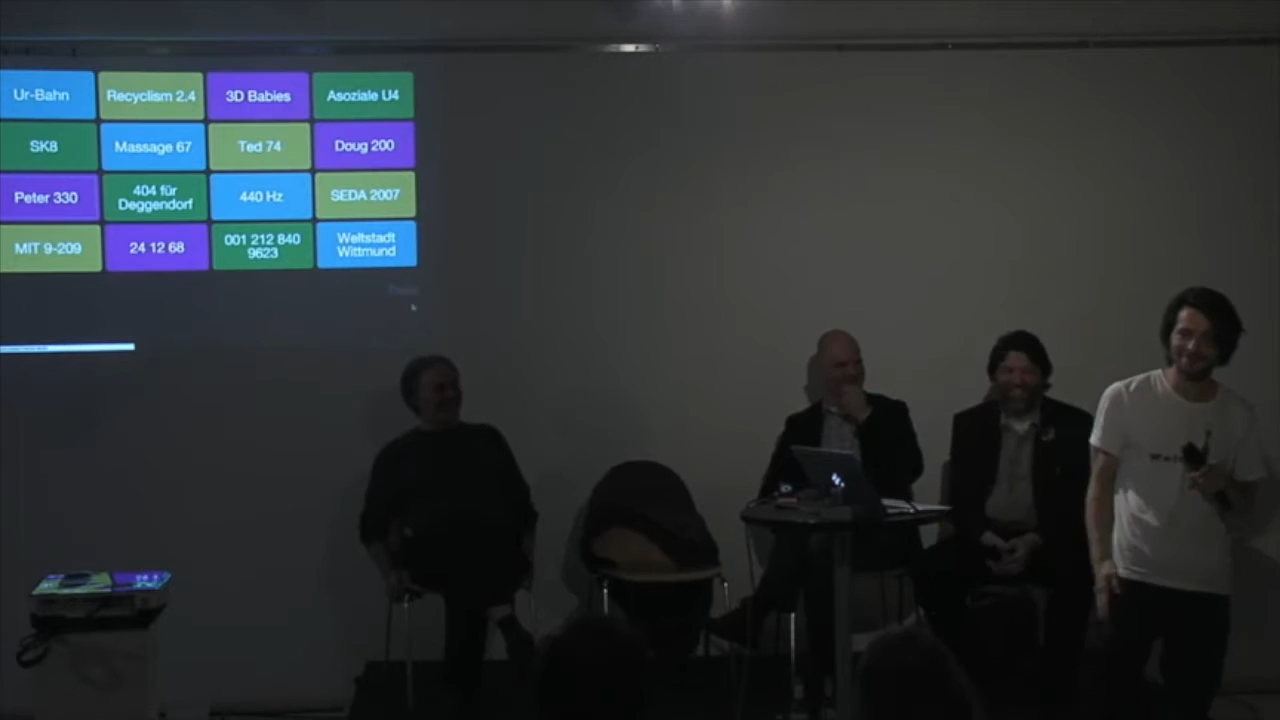 Ur-Bahn
Recyclism 2.4
3D Babies
Asoziale U4
SK8
Massage 67
Ted 74
Doug 200
Peter 330
404 für
Deggendorf
440 Hz
SEDA 2007
MIT 9-209
24 12 68
001 212 840
9623
Weltstadt
Wittmund